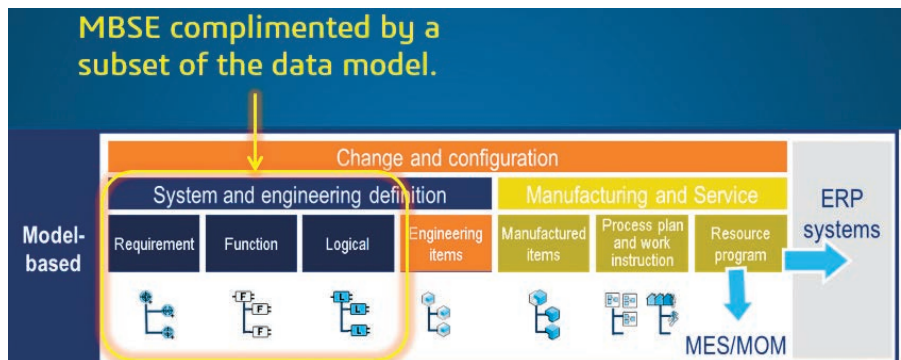 MBSE complimented by a
subset of the data model.
Change and configuration
System and engineering definition
Manufacturing and Service
ERP
systems
Model-
based
Requirement
Function
Logical
Engineering
items
Manufactured
items
Process plan
and work
instruction
Resource
program
F
F
F
L
L
L
MES/MOM